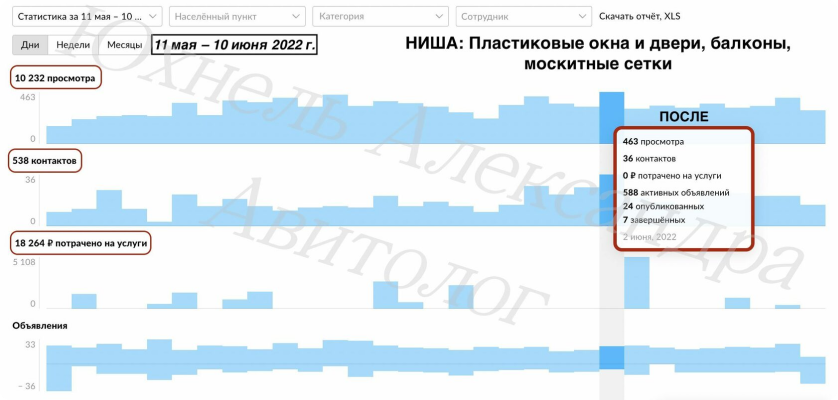 Статистика за 11 мая – 10 ...
Населённый пункт
Категория
Сотрудник
Скачать отчёт, XLS
Дни
Недели
Месяцы
11 мая – 10 июня 2022 г.
НИША: Пластиковые окна и двери, балконы,
москитные сетки
10 232 просмотра
463
0
ПОСЛЕ
463 просмотра
36 контактов
0 ₽ потрачено на услуги
588 активных объявлений
24 опубликованных
7 завершённых
2 июня, 2022
538 контактов
36
0
18 264 ₽ потрачено на услуги
5 108
0
Объявления
33
– 36
Юхнель Александра
Авитолог